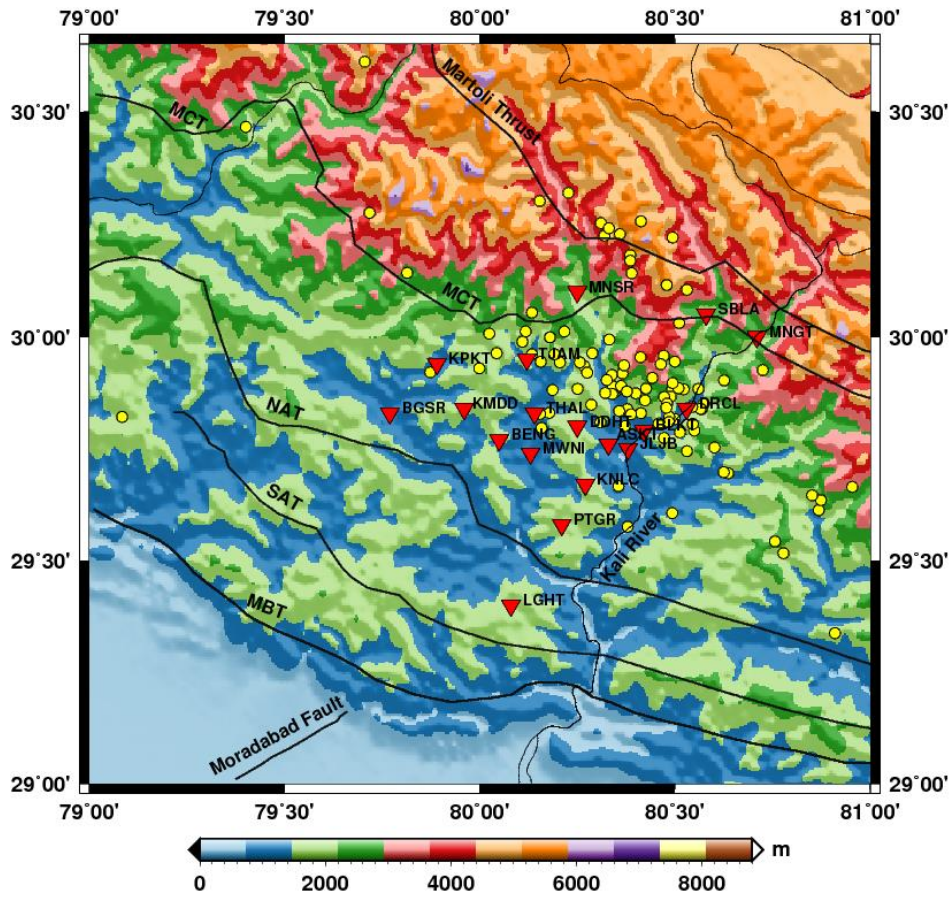 79˚00' 79˚30' 80˚00' 80˚30' 81˚00'
30˚30' 30˚30'
30˚00' 30˚00'
29˚30' 29˚30'
29˚00' 29˚00'
79˚00' 79˚30' 80˚00' 80˚30' 81˚00'
MCT
Martoli Thrust
MCT
MNSR
SBLA
MNGT
KPKT
TJAM
BGSR
KMDD
THAL
DRCL
NAT
DDHT
BENG
ASKT
MWNI
JLJB
KNLC
SAT
PTGR
Kali River
LGHT
MBT
Moradabad Fault
m
0 2000 4000 6000 8000